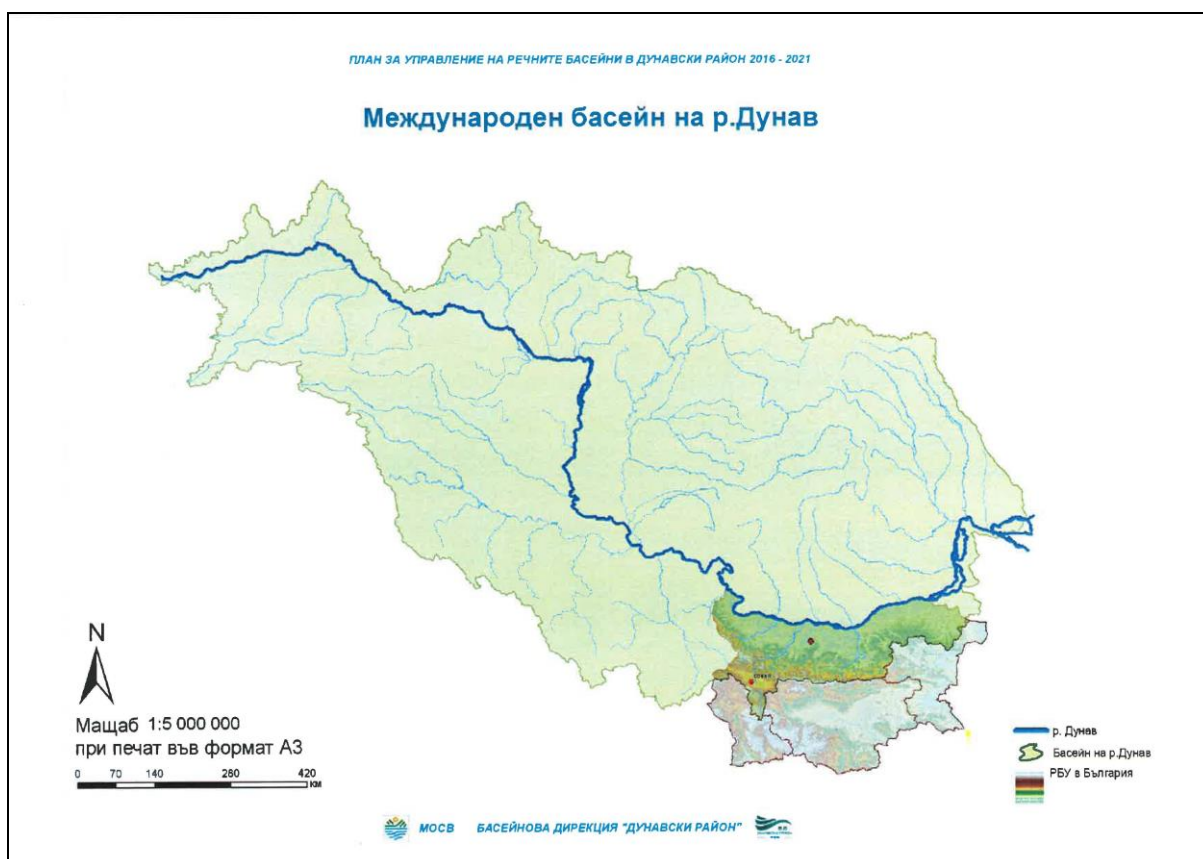 ПЛАН ЗА УПРАВЛЕНИЕ НА РЕЧНИТЕ БАСЕЙНИ В ДУНАВСКИ РАЙОН 2016 - 2021
Международен басейн на р.Дунав
N
Мащаб 1:5 000 000
при печат във формат А3
0 70 140 280 420
КМ
р. Дунав
Басейн на р.Дунав
РБУ в България
МОСВ БАСЕЙНОВА ДИРЕКЦИЯ "ДУНАВСКИ РАЙОН"